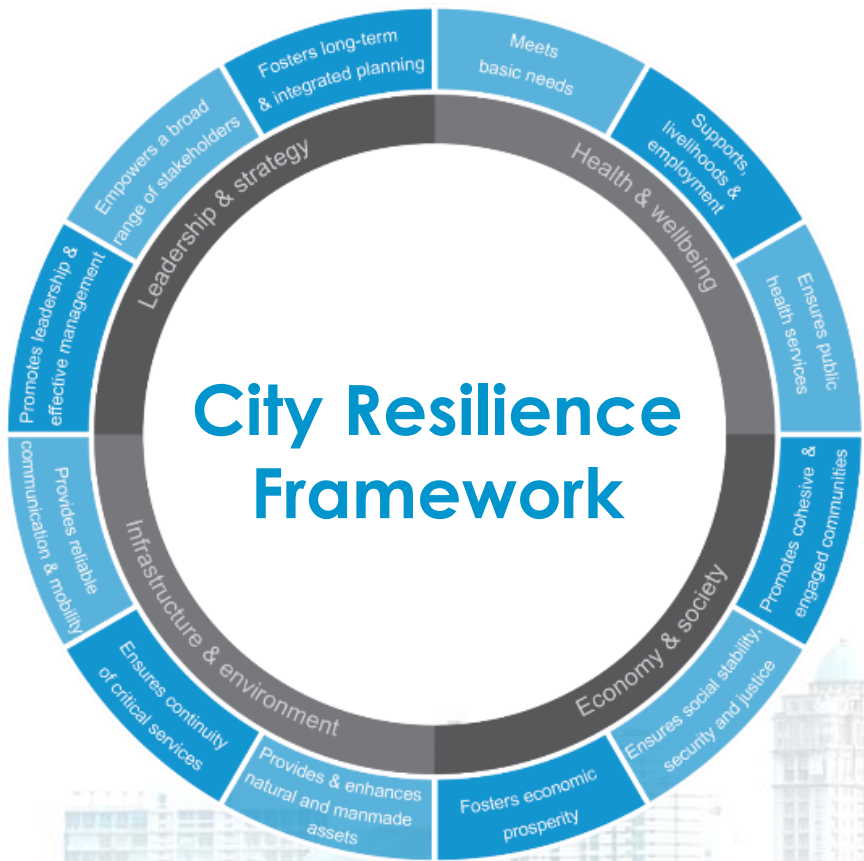 Meets
basic needs
Supports,
livelihoods &
employment
Ensures public
health services
Promotes cohesive &
engaged communities
Ensures social stability,
security and justice
Fosters economic
prosperity
Provides & enhances
natural and manmade
assets
Ensures continuity
of critical services
Provides reliable
communication & mobility
Promotes leadership &
effective management
Empowers a broad
range of stakeholders
Fosters long-term
& integrated planning
Health & wellbeing
Economy & society
Infrastructure & environment
Leadership & strategy
City Resilience
Framework